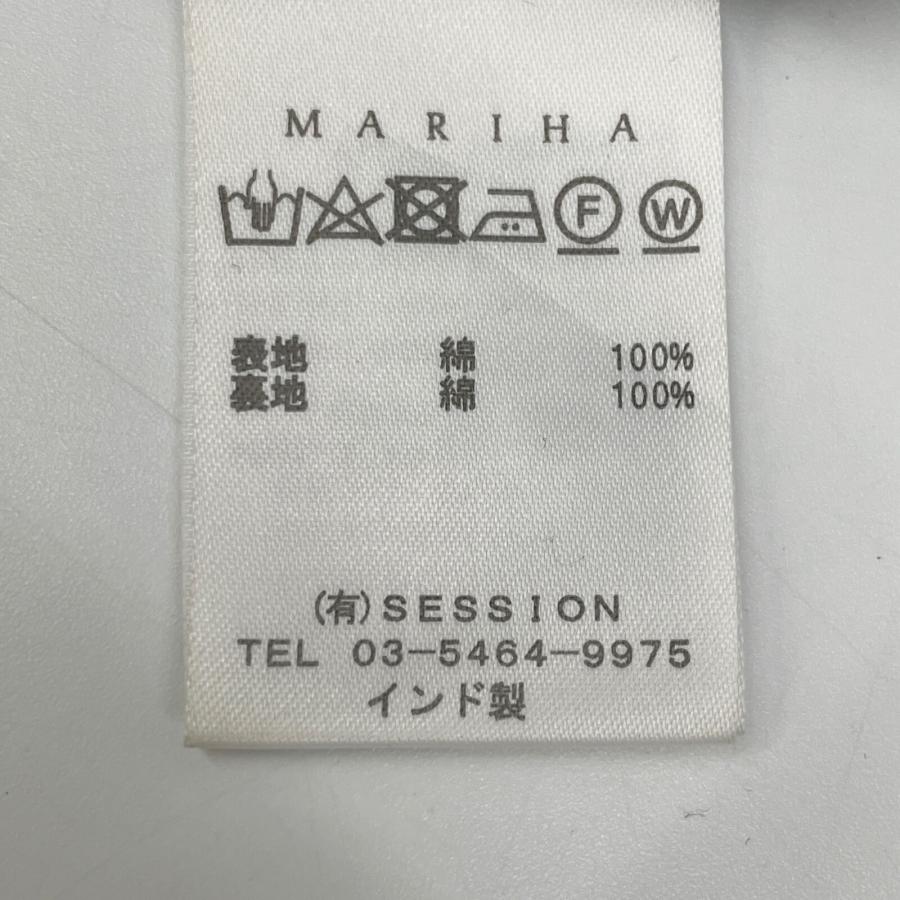 MARIHA
F W
表地 綿 100%
裏地 綿 100%
(有)SESSION
TEL 03-5464-9975
インド製